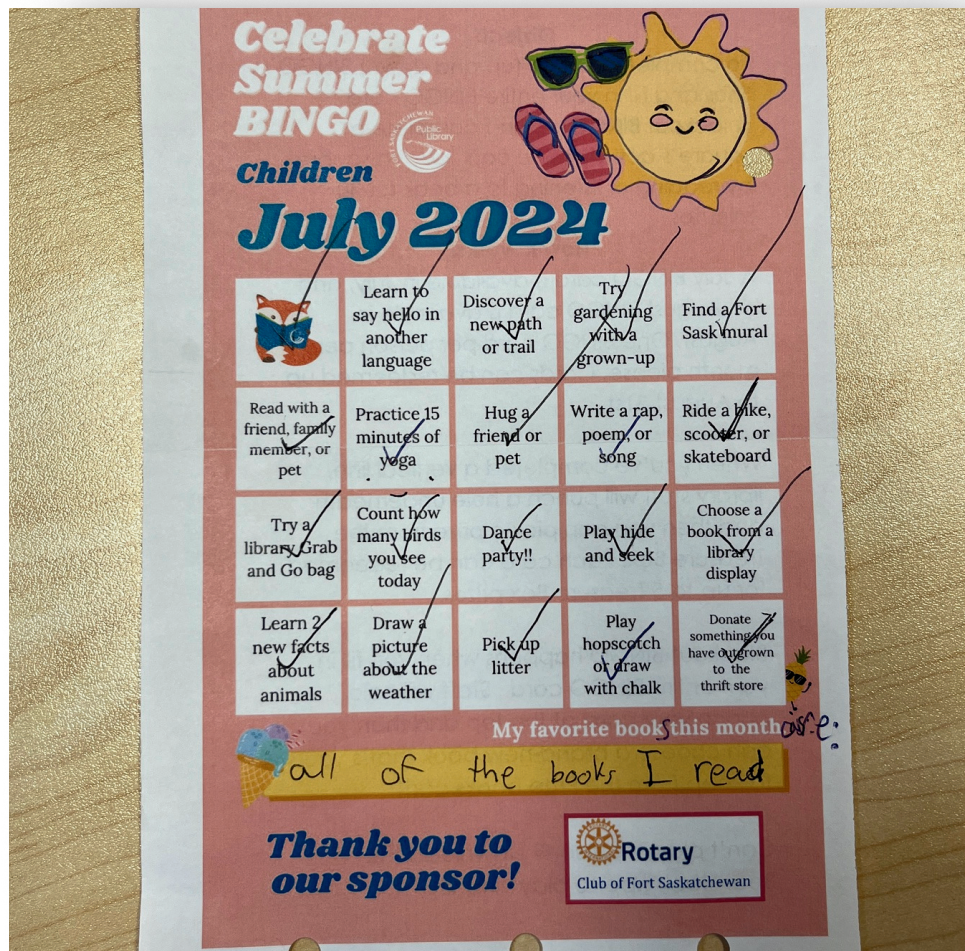 Celebrate
Summer
BINGO
FORT SASKATCHEWAN
Public
Library
Children
July 2024
Learn to
say hello in
another
language
Discover a
new path
or trail
Try
gardening
with a
grown-up
Find a Fort
Sask mural
Read with a
friend, family
member, or
pet
Practice 15
minutes of
yoga
Hug a
friend or
pet
Write a rap,
poem, or
song
Ride a bike,
scooter, or
skateboard
Try a
library Grab
and Go bag
Count how
many birds
you see
today
Dance
party!!
Play hide
and seek
Choose a
book from a
library
display
Learn 2
new facts
about
animals
Draw a
picture
about the
weather
Pick up
litter
Play
hopscotch
or draw
with chalk
Donate
something you
have outgrown
to the
thrift store
My favorite books this month are:
all of the books I read
Thank you to
our sponsor!
Rotary
Club of Fort Saskatchewan